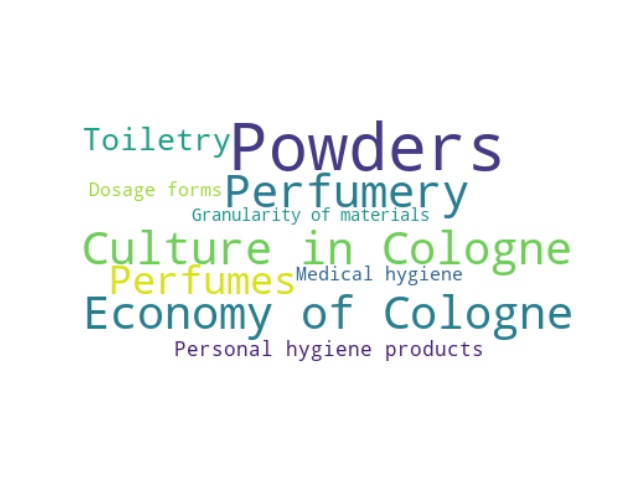 Toiletry
Powders
Dosage forms
Perfumery
Granularity of materials
Culture in Cologne
Perfumes
Medical hygiene
Economy of Cologne
Personal hygiene products